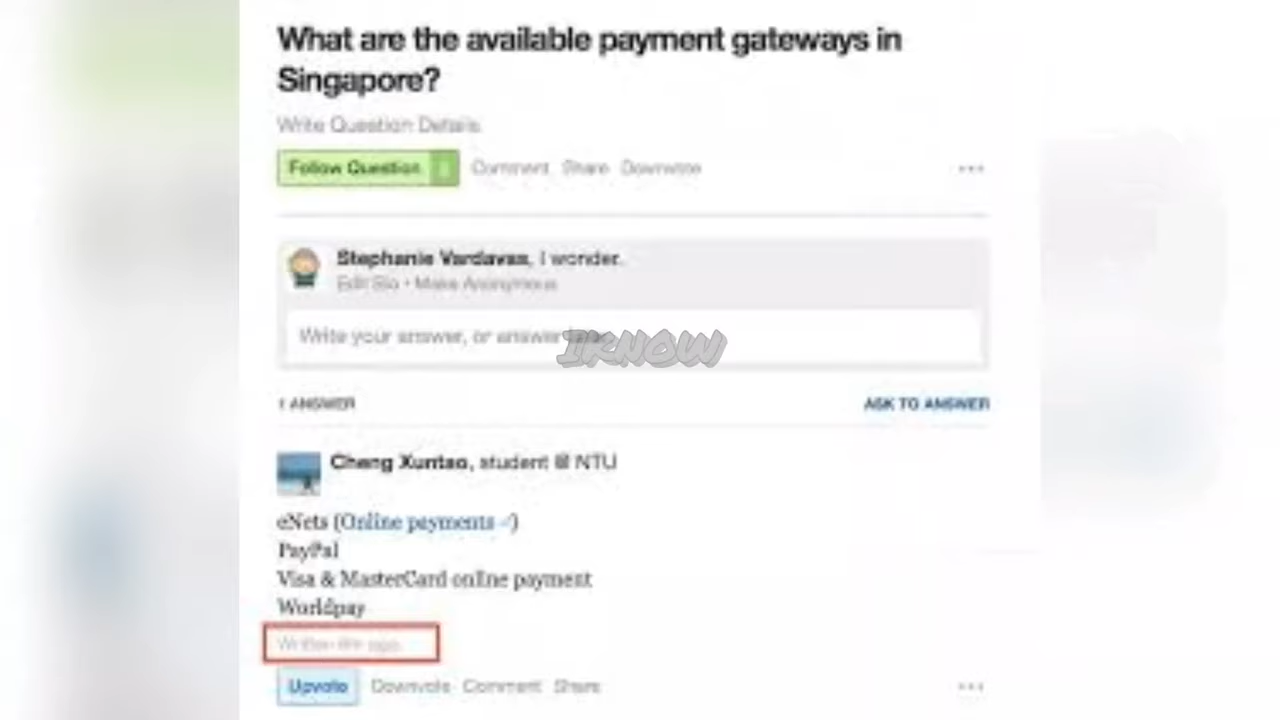 What are the available payment gateways in
Singapore?
Write Question Details
Follow Question
Comment Share Downvote
Stephanie Vardavas, I wonder.
Edit Bio • Make Anonymous
Write your answer, or answer
IKNOW
1 ANSWER
ASK TO ANSWER
Cheng Xuntao, student @ NTU
eNets (Online payments)
PayPal
Visa & MasterCard online payment
Worldpay
Written ago
Upvote Downvote Comment Share